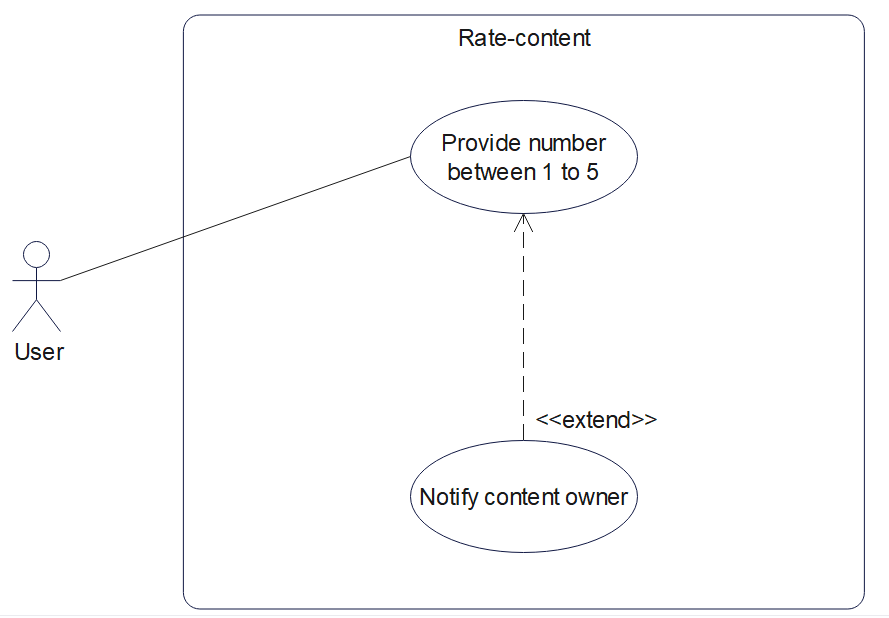 Rate-content
Provide number
between 1 to 5
User
<<extend>>
Notify content owner